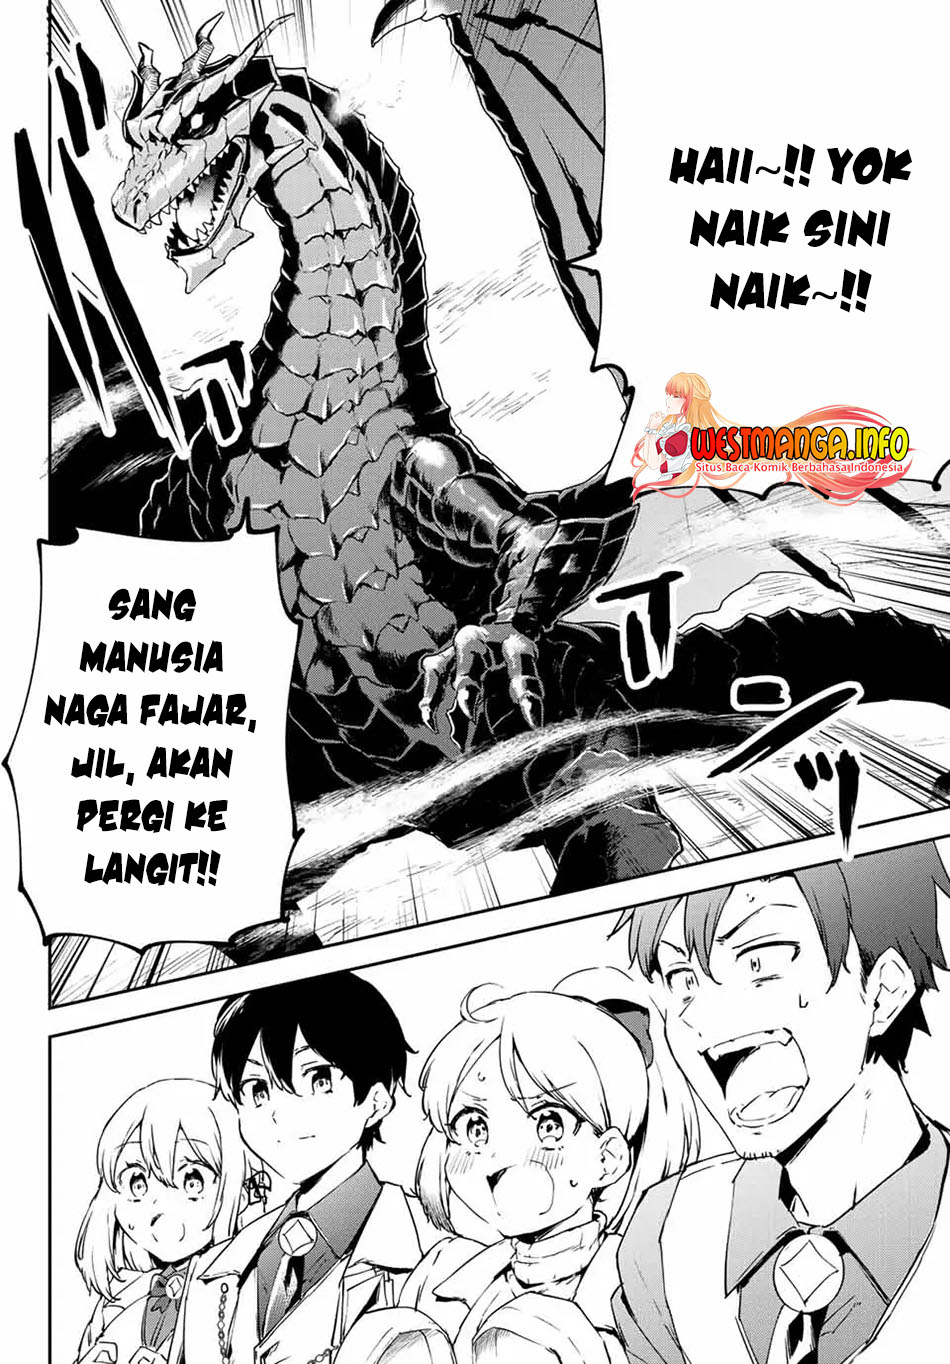 HAII~!! YOK
NAIK SINI
NAIK~!!
WESTMANGA.INFO
Situs Baca Komik Berbahasa Indonesia
SANG
MANUSIA
NAGA FAJAR,
JIL, AKAN
PERGI KE
LANGIT!!